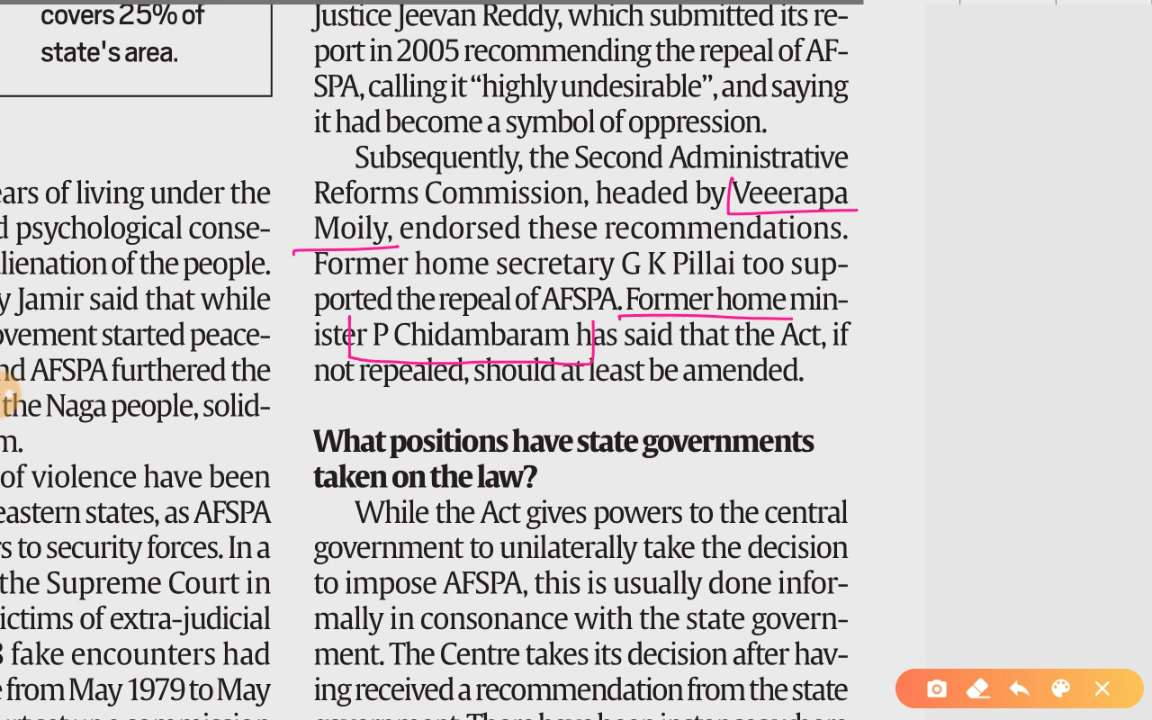 covers 25% of
state's area.
ears of living under the
d psychological conse-
lienation of the people.
y Jamir said that while
ovement started peace-
nd AFSPA furthered the
the Naga people, solid-
m.
of violence have been
eastern states, as AFSPA
rs to security forces. In a
the Supreme Court in
ictims of extra-judicial
8 fake encounters had
e from May 1979 to May
Justice Jeevan Reddy, which submitted its re-
port in 2005 recommending the repeal of AF-
SPA, calling it “highly undesirable”, and saying
it had become a symbol of oppression.
Subsequently, the Second Administrative
Reforms Commission, headed by Veeerapa
Moily, endorsed these recommendations.
Former home secretary G K Pillai too sup-
ported the repeal of AFSPA. Former home min-
ister P Chidambaram has said that the Act, if
not repealed, should at least be amended.
What positions have state governments
taken on the law?
While the Act gives powers to the central
government to unilaterally take the decision
to impose AFSPA, this is usually done infor-
mally in consonance with the state govern-
ment. The Centre takes its decision after hav-
ing received a recommendation from the state